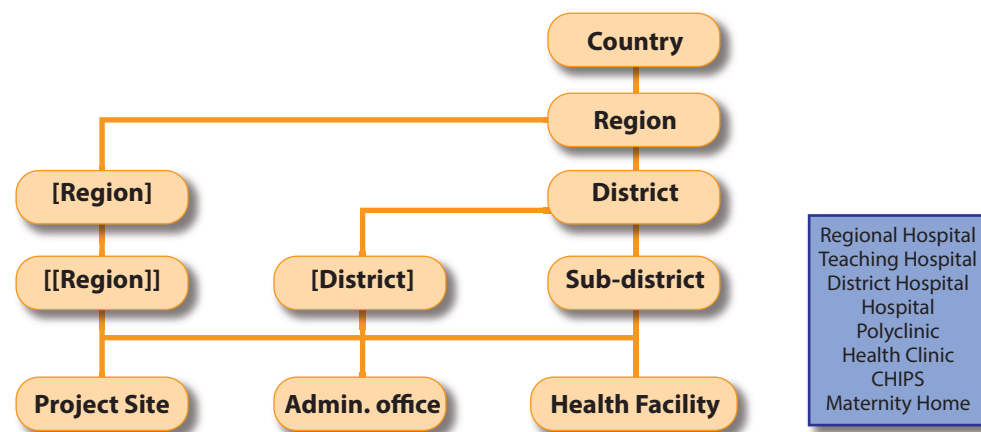 Country
Region
[Region]
District
[[Region]]
[District]
Sub-district
Project Site
Admin. office
Health Facility
Regional Hospital
Teaching Hospital
District Hospital
Hospital
Polyclinic
Health Clinic
CHIPS
Maternity Home